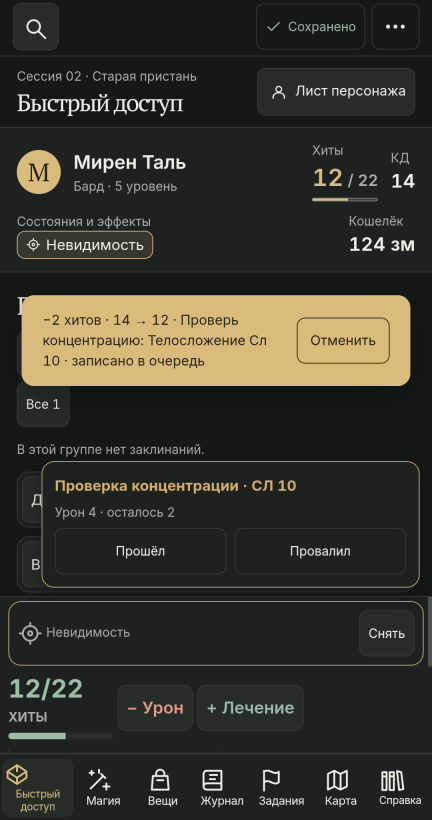 Сохранено
Сессия 02 · Старая пристань
Быстрый доступ
Лист персонажа
М
Мирен Таль
Бард · 5 уровень
Хиты
12 / 22
КД
14
Состояния и эффекты
Невидимость
Кошелёк
124 зм
−2 хитов · 14 → 12 · Проверь
концентрацию: Телосложение Сл
10 · записано в очередь
Отменить
Все 1
В этой группе нет заклинаний.
Проверка концентрации · СЛ 10
Урон 4 · осталось 2
Прошёл
Провалил
Невидимость
Снять
12/22
ХИТЫ
− Урон
+ Лечение
Быстрый
доступ
Магия
Вещи
Журнал
Задания
Карта
Справка